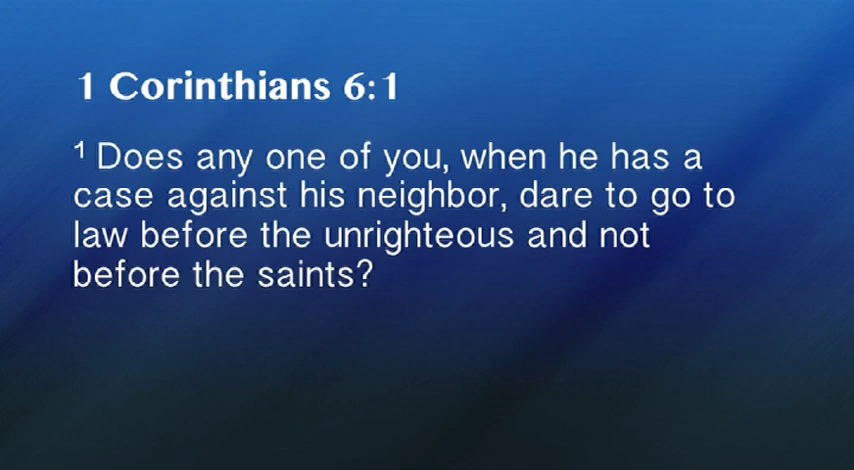 1 Corinthians 6:1
¹ Does any one of you, when he has a
case against his neighbor, dare to go to
law before the unrighteous and not
before the saints?